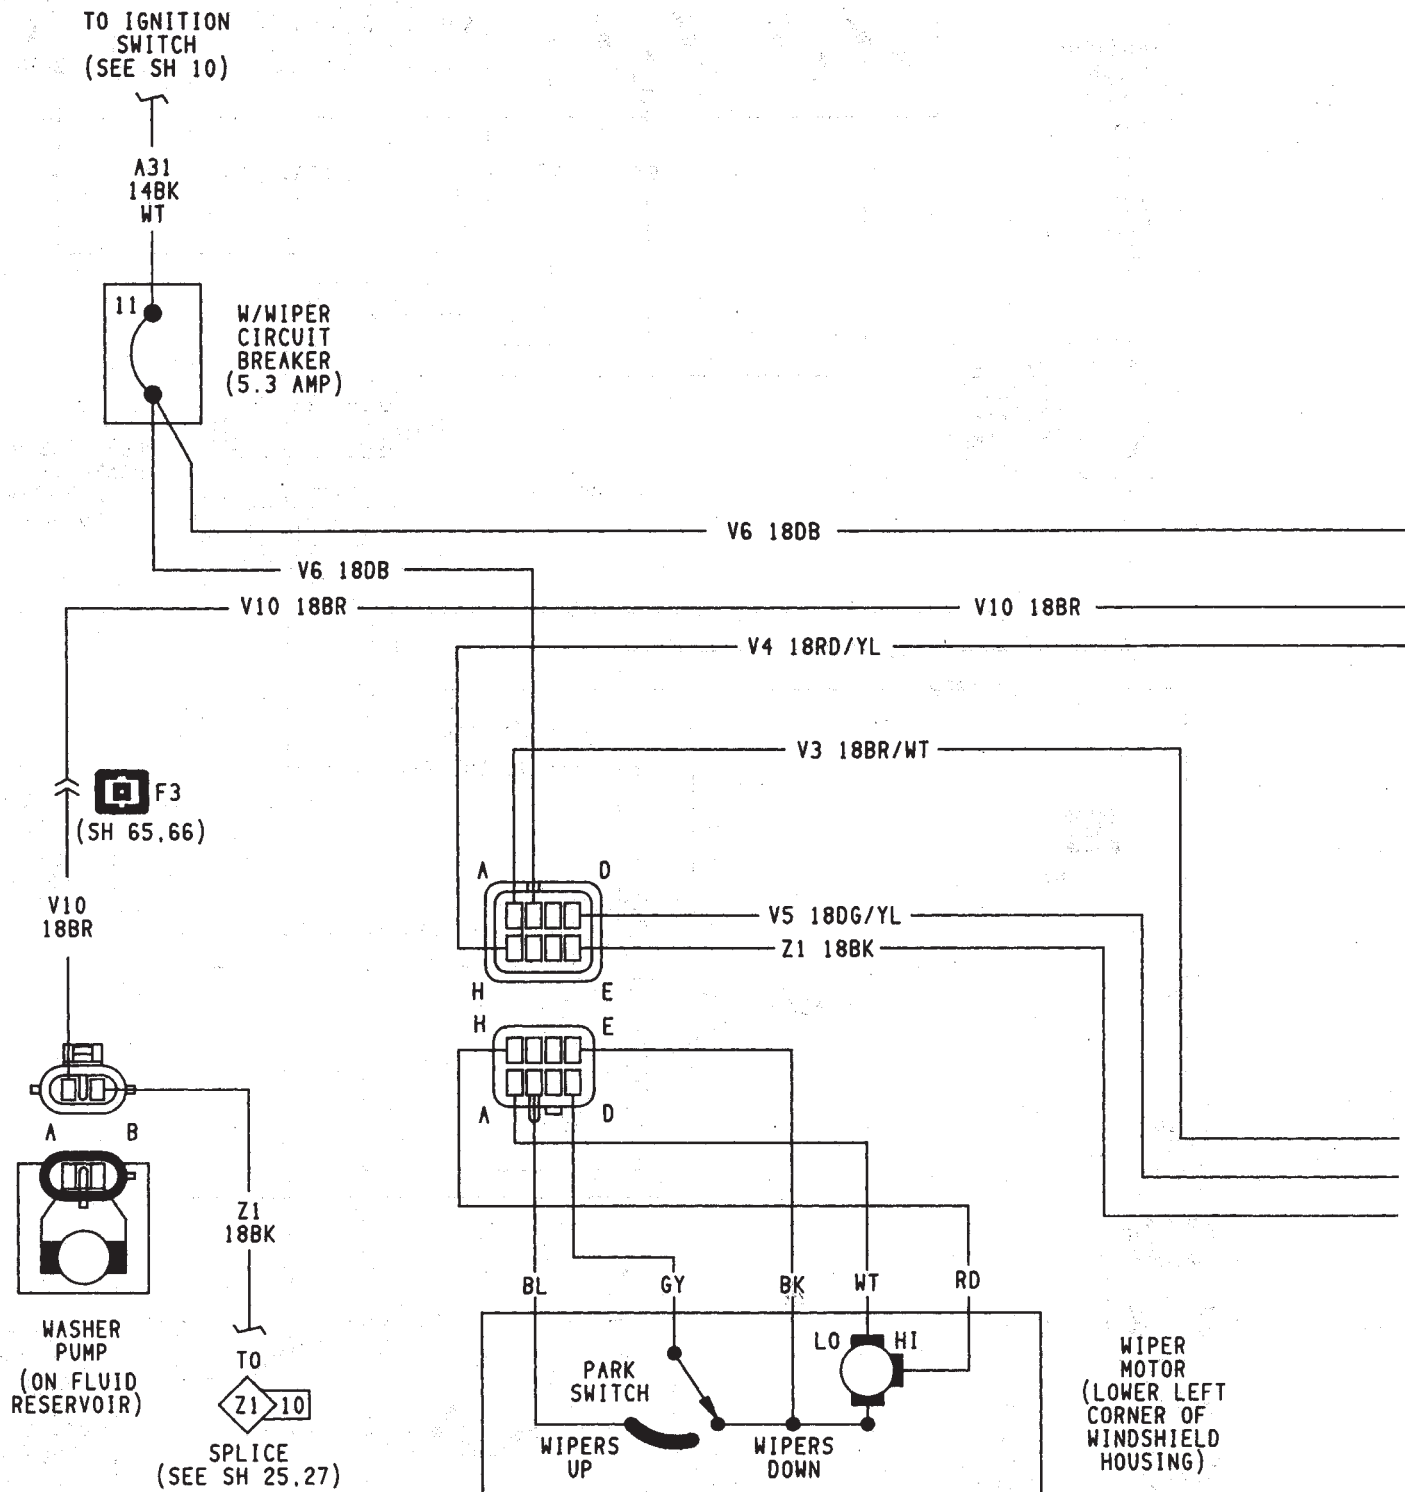 TO IGNITION
SWITCH
(SEE SH 10)
A31
14BK
WT
11
W/WIPER
CIRCUIT
BREAKER
(5.3 AMP)
V6 18DB
V6 18DB
V10 18BR
V10 18BR
V4 18RD/YL
V3 18BR/WT
F3
(SH 65,66)
A
D
V10
18BR
V5 18DG/YL
Z1 18BK
H
E
H
E
A
D
A
B
Z1
18BK
BL
GY
BK
WT
RD
WASHER
PUMP
(ON FLUID
RESERVOIR)
TO
Z1
10
SPLICE
(SEE SH 25,27)
LO
HI
PARK
SWITCH
WIPERS
UP
WIPERS
DOWN
WIPER
MOTOR
(LOWER LEFT
CORNER OF
WINDSHIELD
HOUSING)